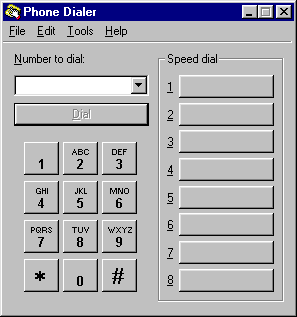 Phone Dialer
File Edit Tools Help
Number to dial:
Dial
1
ABC
2
DEF
3
GHI
4
JKL
5
MNO
6
PQRS
7
TUV
8
WXYZ
9
*
0
#
Speed dial
1
2
3
4
5
6
7
8